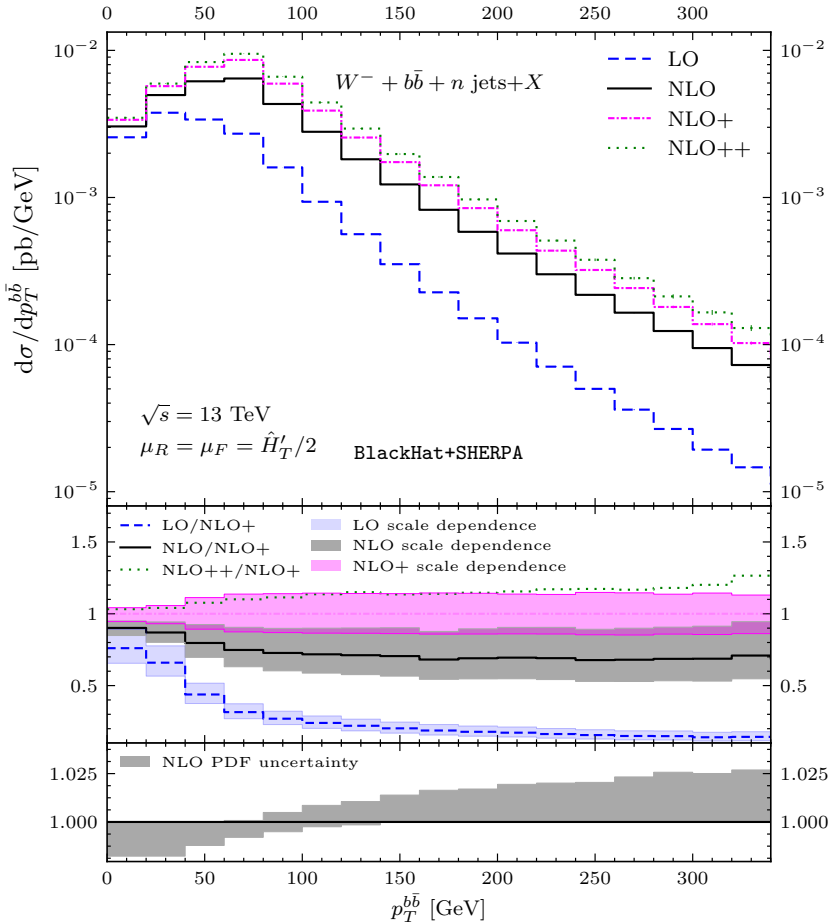 0 50 100 150 200 250 300
10⁻² 10⁻²
W⁻ + bb̄ + n jets+X
LO
NLO
NLO+
NLO++
10⁻³ 10⁻³
dσ/dp_T^{bb̄} [pb/GeV]
10⁻⁴ 10⁻⁴
√s = 13 TeV
μ_R = μ_F = Ĥ′_T/2
BlackHat+SHERPA
10⁻⁵ 10⁻⁵
LO/NLO+ LO scale dependence
NLO/NLO+ NLO scale dependence
NLO++/NLO+ NLO+ scale dependence
1.5 1.5
1 1
0.5 0.5
NLO PDF uncertainty
1.025 1.025
1.000 1.000
0 50 100 150 200 250 300
p_T^{bb̄} [GeV]